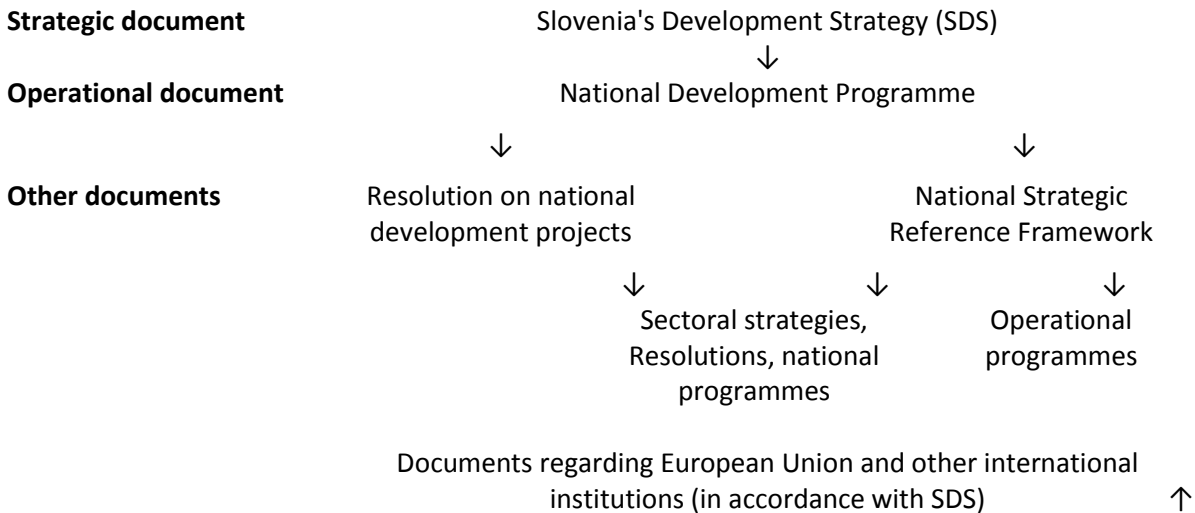 Strategic document Slovenia's Development Strategy (SDS)
↓
Operational document National Development Programme
↓ ↓
Other documents Resolution on national development projects National Strategic Reference Framework
↓ ↓ ↓
Sectoral strategies, Resolutions, national programmes Operational programmes
Documents regarding European Union and other international
institutions (in accordance with SDS) ↑